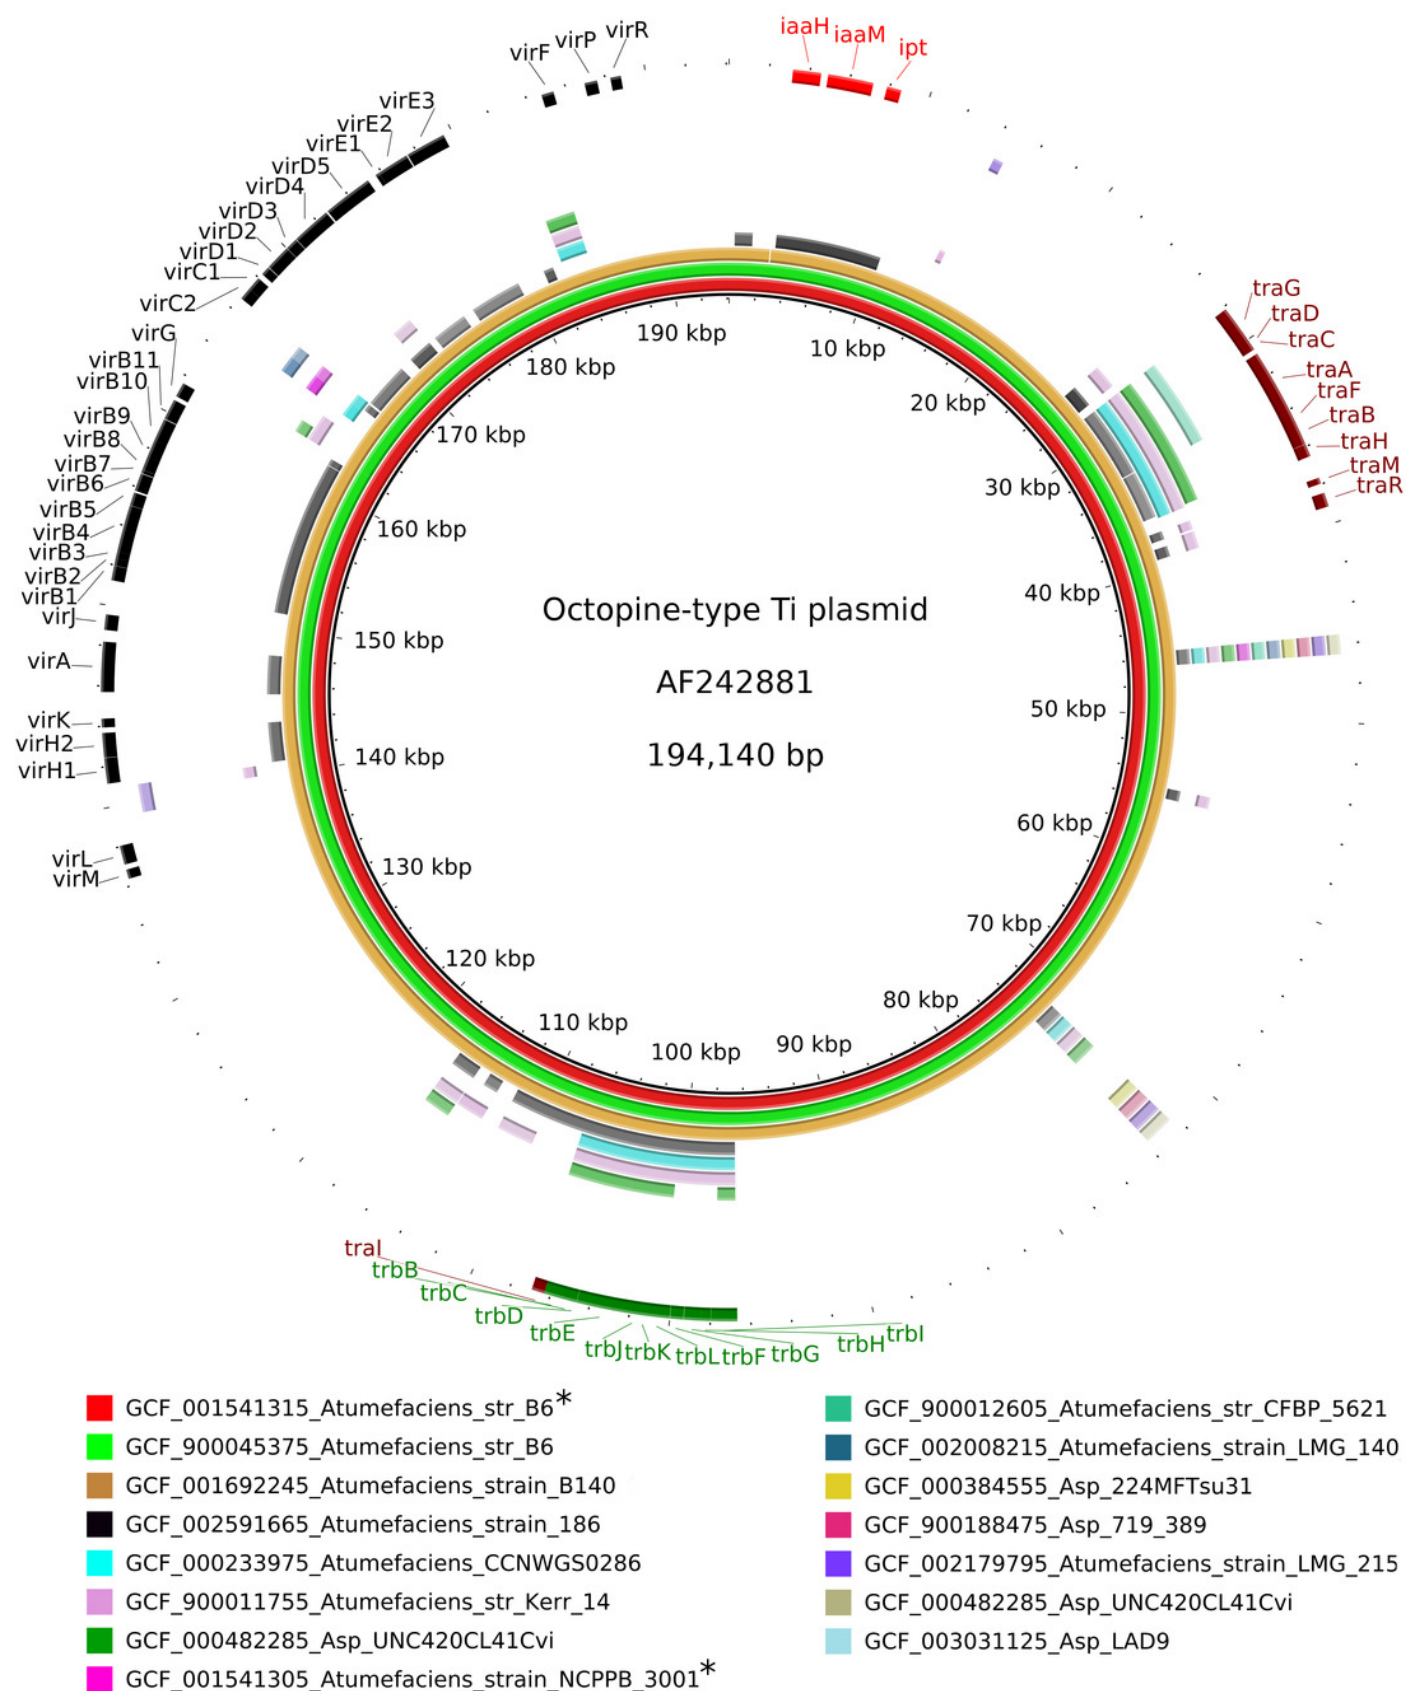 virF
virP
virR
iaaH
iaaM
ipt
virE3
virE2
virE1
virD5
virD4
virD3
virD2
virD1
virC1
virC2
virG
virB11
virB10
virB9
virB8
virB7
virB6
virB5
virB4
virB3
virB2
virB1
virJ
virA
virK
virH2
virH1
virL
virM
traG
traD
traC
traA
traF
traB
traH
traM
traR
190 kbp
10 kbp
180 kbp
20 kbp
170 kbp
30 kbp
160 kbp
40 kbp
150 kbp
50 kbp
140 kbp
60 kbp
130 kbp
70 kbp
120 kbp
80 kbp
110 kbp
90 kbp
100 kbp
Octopine-type Ti plasmid
AF242881
194,140 bp
traI
trbB
trbC
trbD
trbE
trbJ
trbK
trbL
trbF
trbG
trbH
trbI
GCF_001541315_Atumefaciens_str_B6*
GCF_900045375_Atumefaciens_str_B6
GCF_001692245_Atumefaciens_strain_B140
GCF_002591665_Atumefaciens_strain_186
GCF_000233975_Atumefaciens_CCNWGS0286
GCF_900011755_Atumefaciens_str_Kerr_14
GCF_000482285_Asp_UNC420CL41Cvi
GCF_001541305_Atumefaciens_strain_NCPPB_3001*
GCF_900012605_Atumefaciens_str_CFBP_5621
GCF_002008215_Atumefaciens_strain_LMG_140
GCF_000384555_Asp_224MFTsu31
GCF_900188475_Asp_719_389
GCF_002179795_Atumefaciens_strain_LMG_215
GCF_000482285_Asp_UNC420CL41Cvi
GCF_003031125_Asp_LAD9